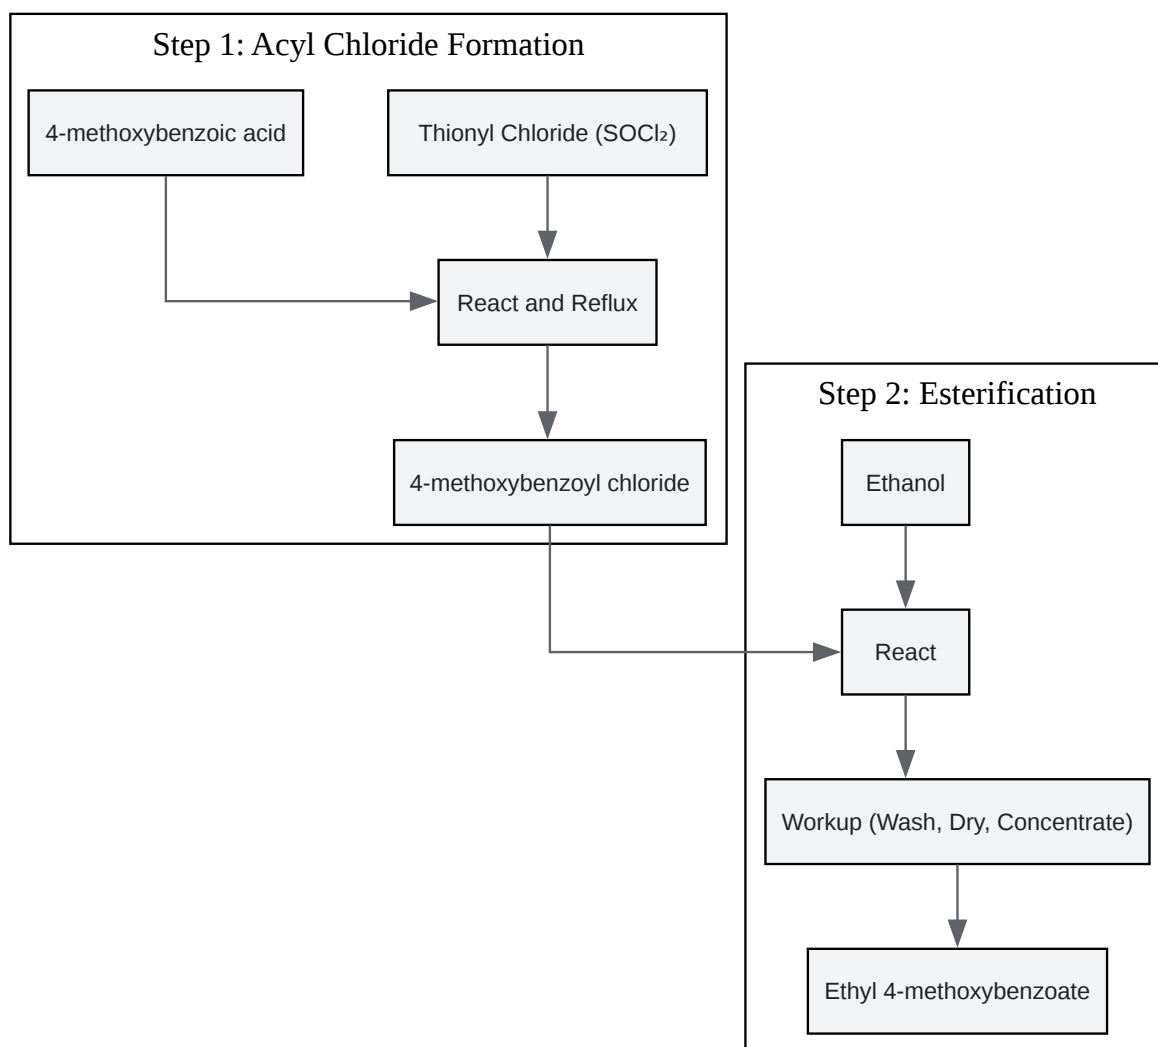 Step 1: Acyl Chloride Formation
4-methoxybenzoic acid
Thionyl Chloride (SOCl₂)
React and Reflux
4-methoxybenzoyl chloride
Step 2: Esterification
Ethanol
React
Workup (Wash, Dry, Concentrate)
Ethyl 4-methoxybenzoate